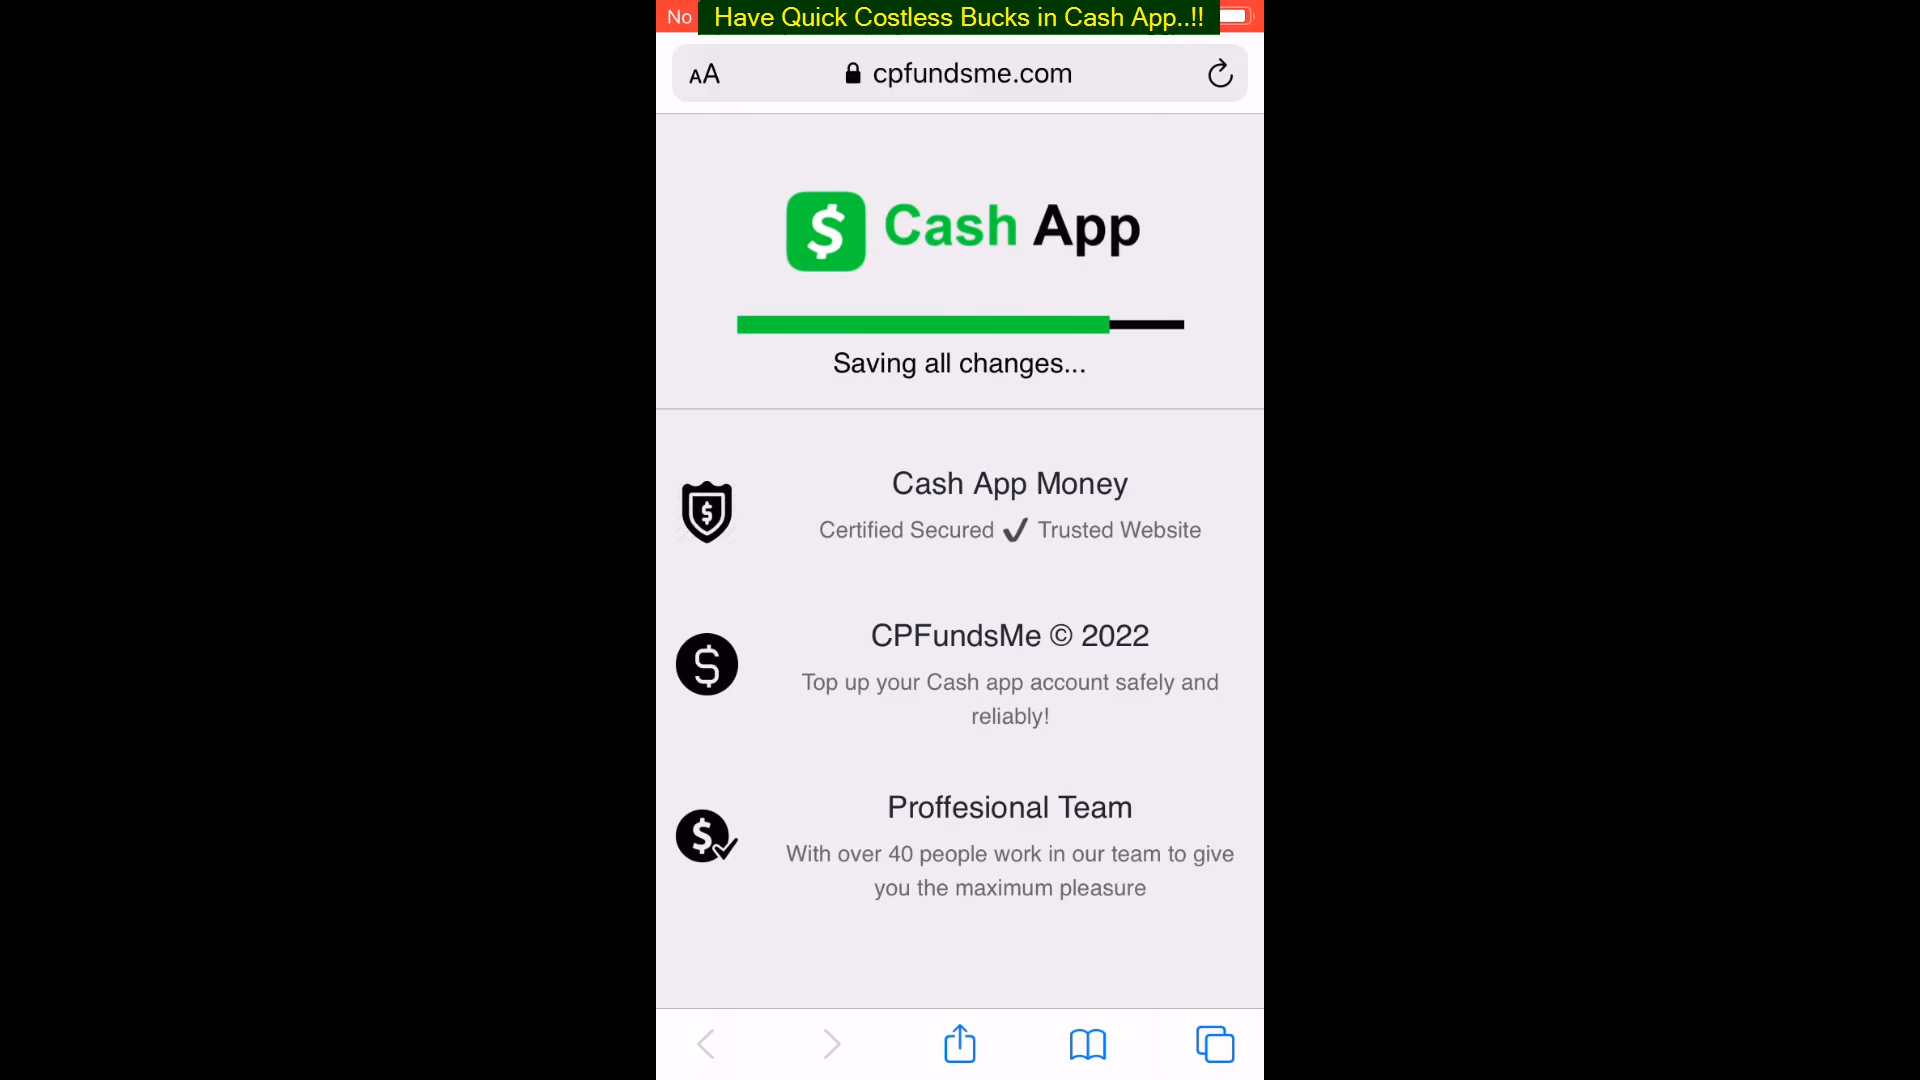 No
Have Quick Costless Bucks in Cash App..!!
AA
cpfundsme.com
$ Cash App
Saving all changes...
$
Cash App Money
Certified Secured ✔ Trusted Website
$
CPFundsMe © 2022
Top up your Cash app account safely and
reliably!
$
Proffesional Team
With over 40 people work in our team to give
you the maximum pleasure